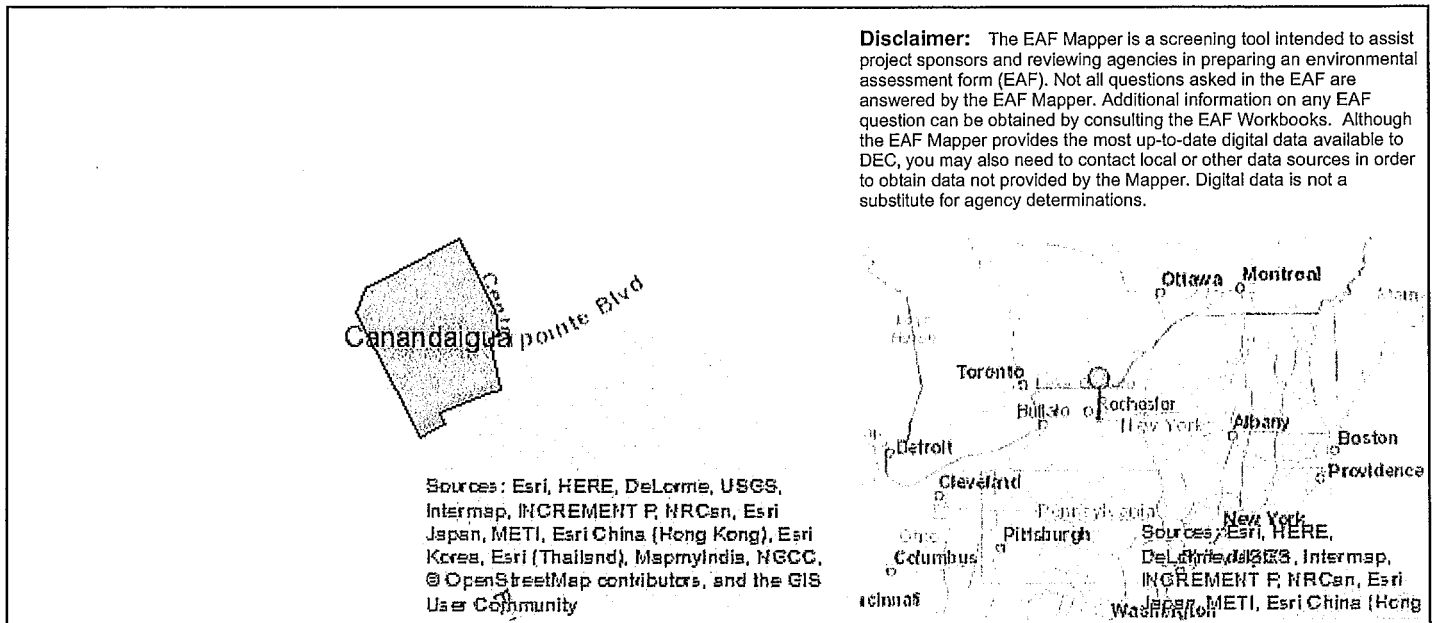 Disclaimer: The EAF Mapper is a screening tool intended to assist
project sponsors and reviewing agencies in preparing an environmental
assessment form (EAF). Not all questions asked in the EAF are
answered by the EAF Mapper. Additional information on any EAF
question can be obtained by consulting the EAF Workbooks. Although
the EAF Mapper provides the most up-to-date digital data available to
DEC, you may also need to contact local or other data sources in order
to obtain data not provided by the Mapper. Digital data is not a
substitute for agency determinations.
Canandaigua
pointe Blvd
Sources: Esri, HERE, DeLorme, USGS,
Intermap, INCREMENT P, NRCan, Esri
Japan, METI, Esri China (Hong Kong), Esri
Korea, Esri (Thailand), MapmyIndia, NGCC,
© OpenStreetMap contributors, and the GIS
User Community
Ottawa
Montreal
Toronto
Buffalo
Rochester
New York
Albany
Boston
Providence
Detroit
Cleveland
Pennsylvania
New York
Pittsburgh
Columbus
Washington
Sources: Esri, HERE,
DeLorme, USGS, Intermap,
INCREMENT P, NRCan, Esri
Japan, METI, Esri China (Hong